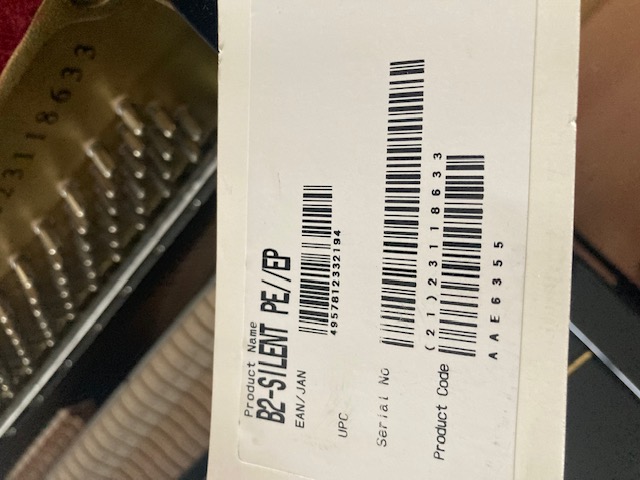 Product Name
B2-SILENT PE//EP
EAN/JAN
4957812332194
UPC
Serial No
(21)23118633
Product Code
AAE6355
23118633